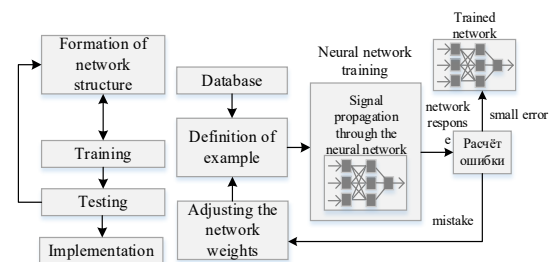 Formation of
network
structure
Training
Testing
Implementation
Database
Definition of
example
Adjusting the
network
weights
Neural network
training
Signal
propagation
through the
neural network
network
respons
e
Trained
network
small error
Расчёт
ошибки
mistake